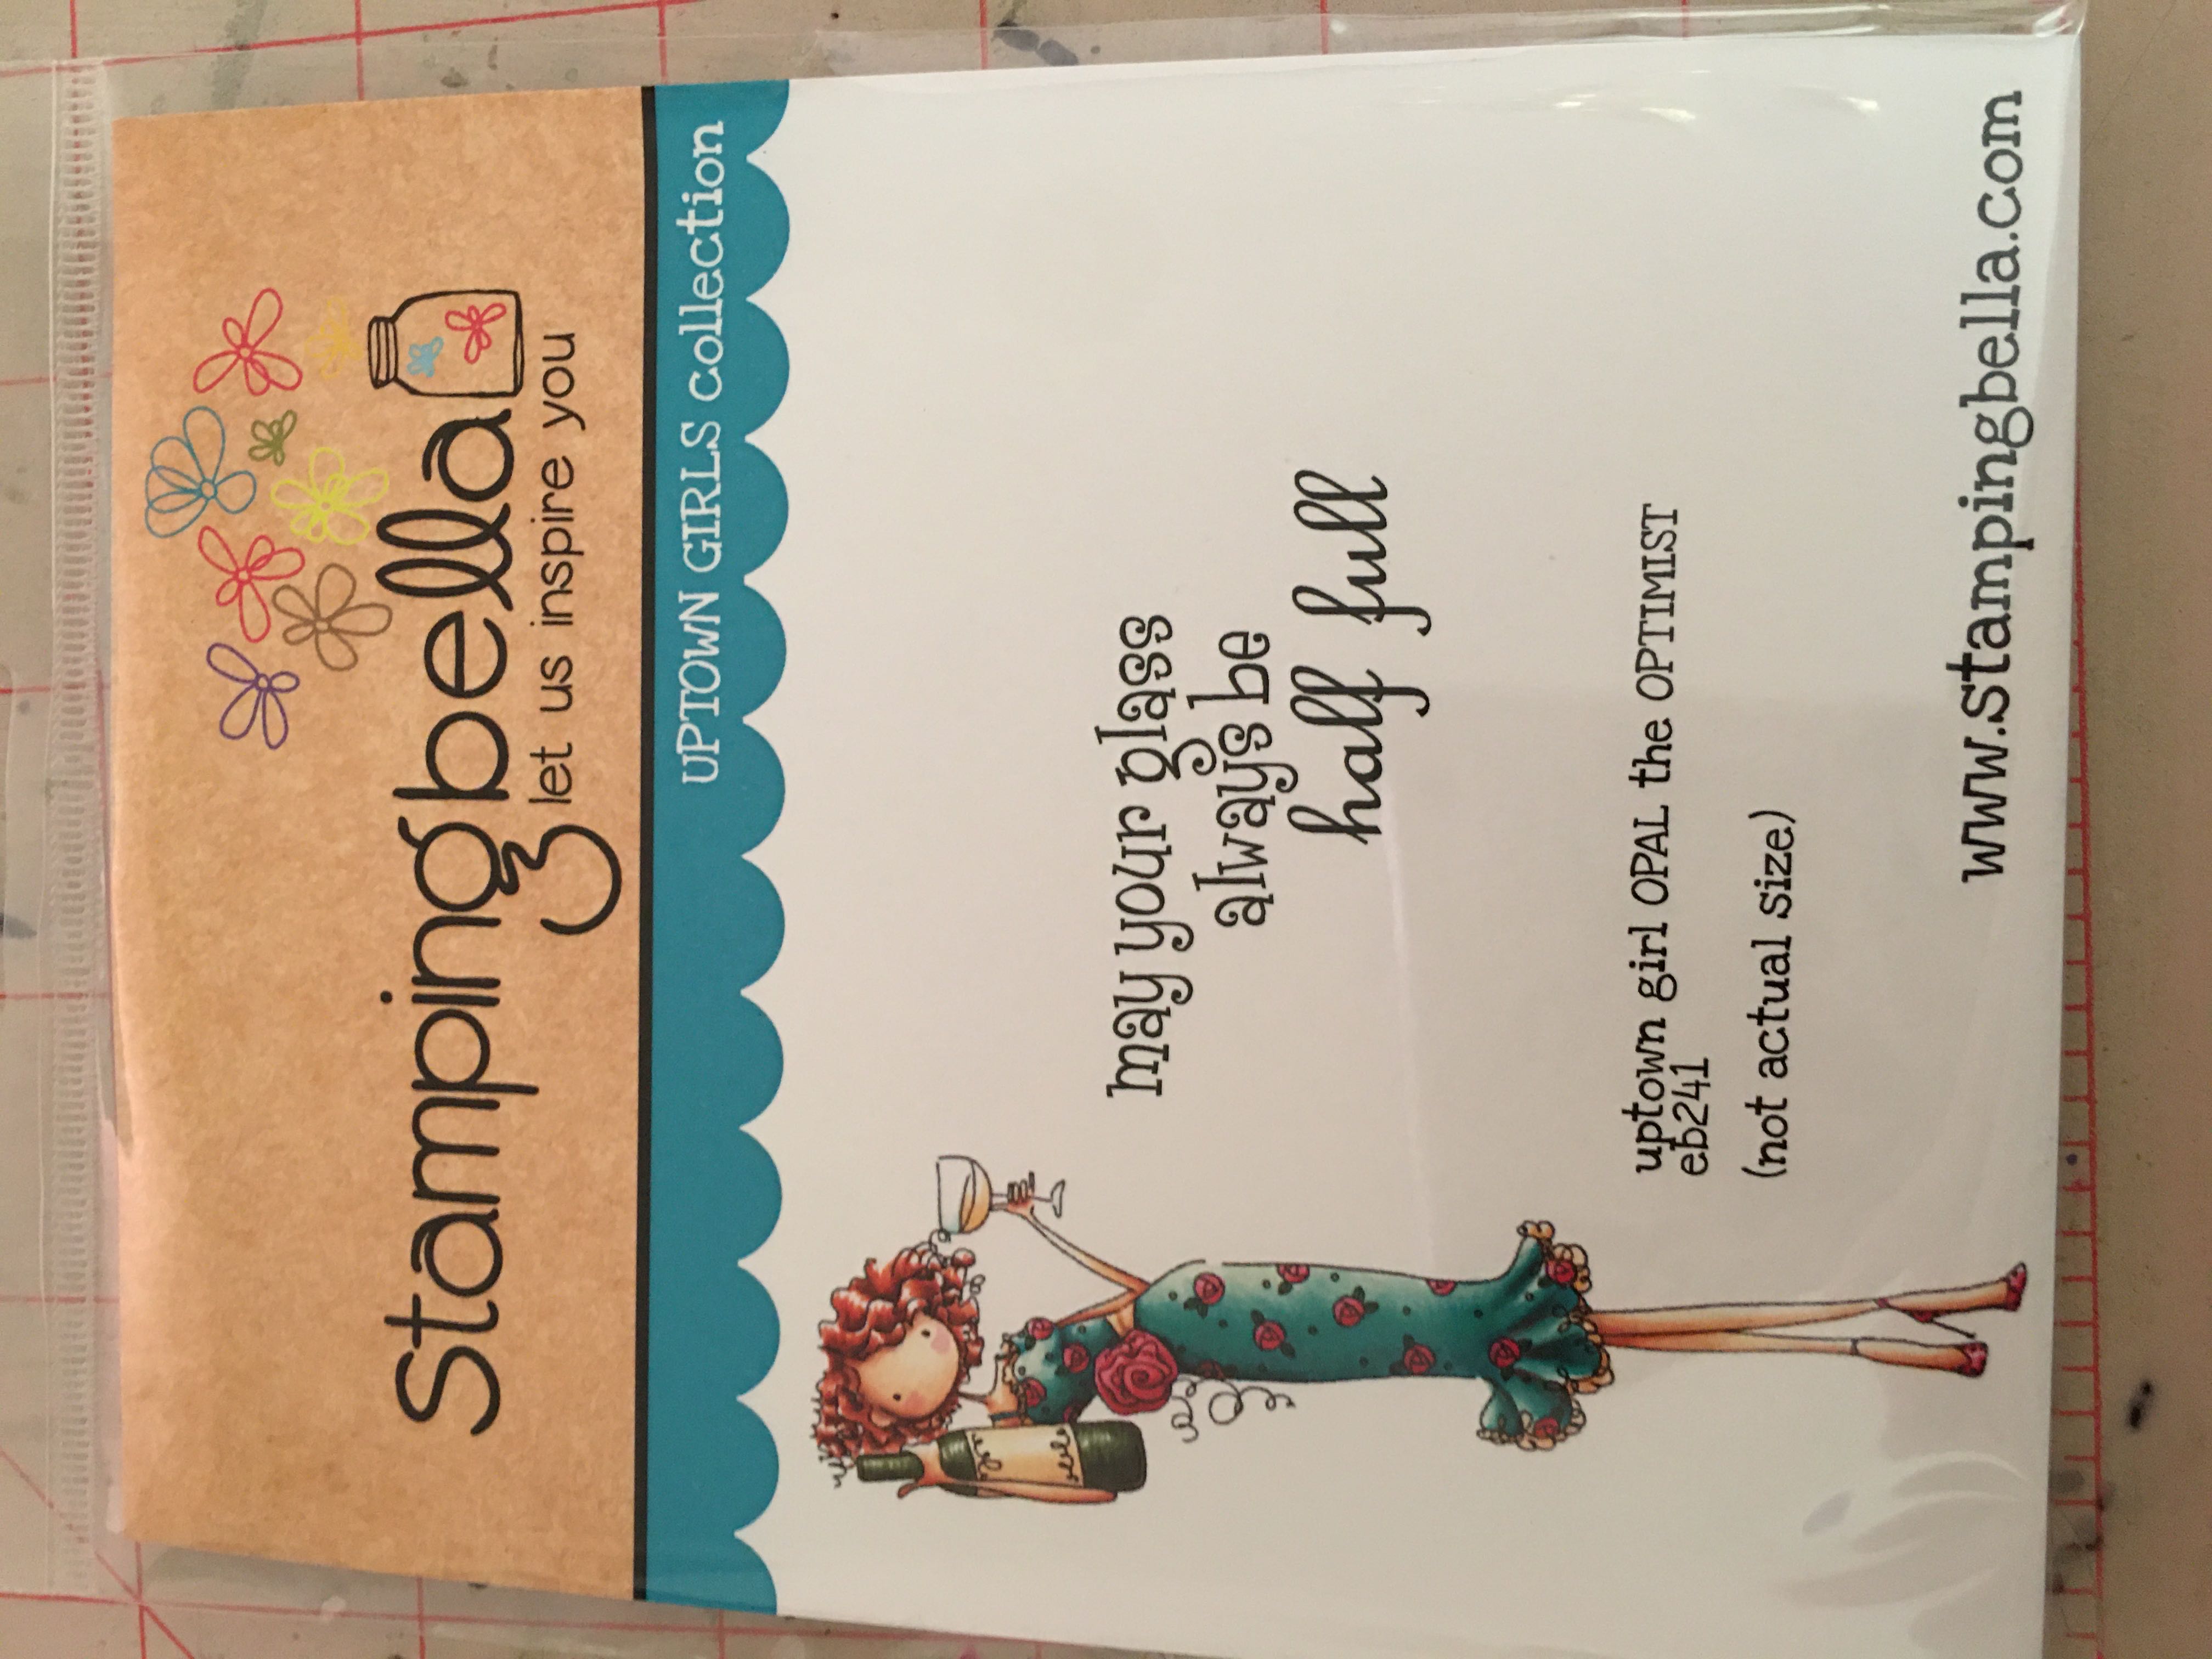 Stampingbella
let us inspire you
UPTOWN GIRLS collection
may your glass
always be
half full
uptown girl OPAL the OPTIMIST
eb241
(not actual size)
www.stampingbella.com